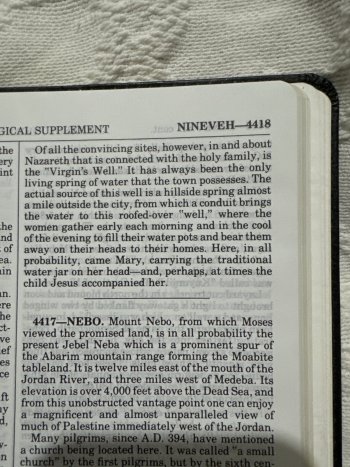 GICAL SUPPLEMENT NINEVEH—4418
the
ery
int
Of all the convincing sites, however, in and about
Nazareth that is connected with the holy family, is
the "Virgin's Well." It has always been the only
living spring of water that the town possesses. The
actual source of this well is a hillside spring almost
a mile outside the city, from which a conduit brings
the water to this roofed-over "well," where the
women gather early each morning and in the cool
of the evening to fill their water pots and bear them
away on their heads to their homes. Here, in all
probability, came Mary, carrying the traditional
water jar on her head—and, perhaps, at times the
child Jesus accompanied her.
4417—NEBO. Mount Nebo, from which Moses
viewed the promised land, is in all probability the
present Jebel Neba which is a prominent spur of
the Abarim mountain range forming the Moabite
tableland. It is twelve miles east of the mouth of the
Jordan River, and three miles west of Medeba. Its
elevation is over 4,000 feet above the Dead Sea, and
from this unobstructed vantage point one can enjoy
a magnificent and almost unparalleled view of
much of Palestine immediately west of the Jordan.
Many pilgrims, since A.D. 394, have mentioned
a church being located here. It was called "a small
church" by the first pilgrims, but by the sixth cen-